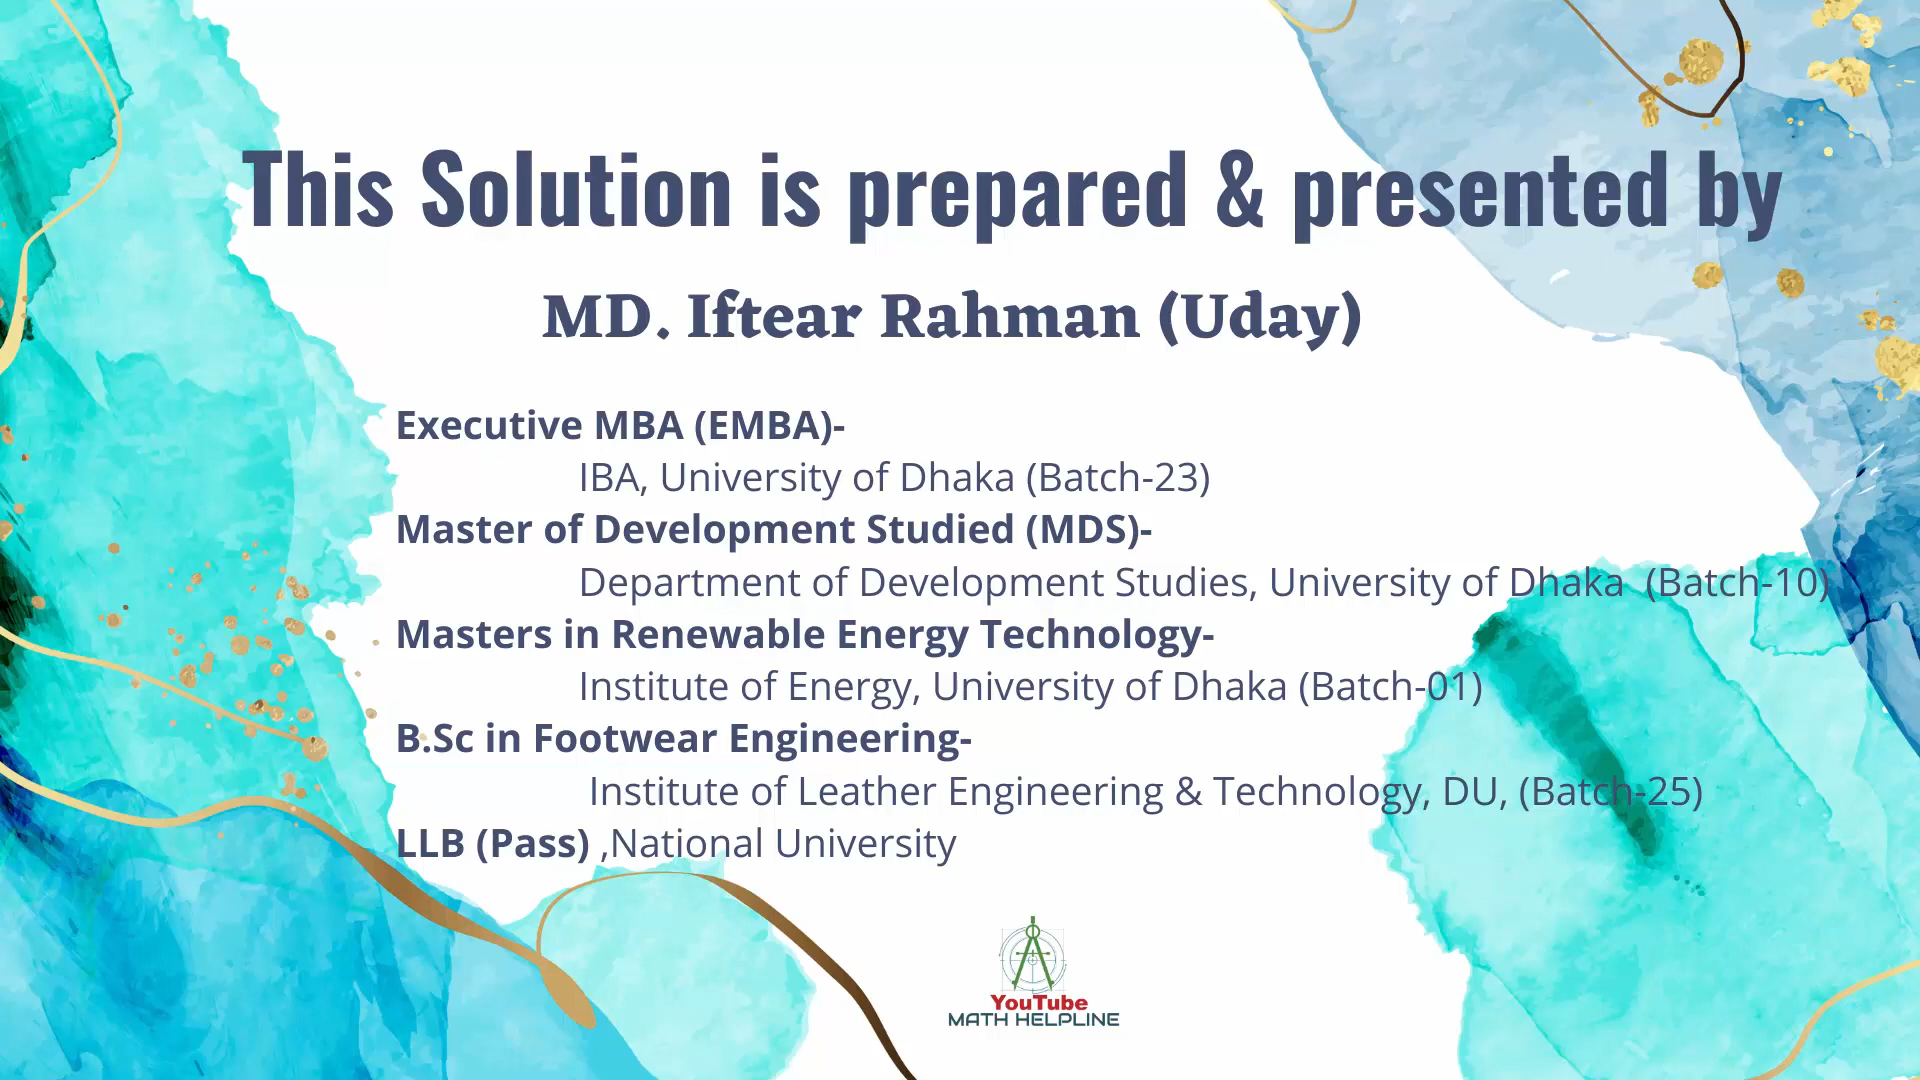 This Solution is prepared & presented by
MD. Iftear Rahman (Uday)
Executive MBA (EMBA)-
IBA, University of Dhaka (Batch-23)
Master of Development Studied (MDS)-
Department of Development Studies, University of Dhaka (Batch-10)
Masters in Renewable Energy Technology-
Institute of Energy, University of Dhaka (Batch-01)
B.Sc in Footwear Engineering-
Institute of Leather Engineering & Technology, DU, (Batch-25)
LLB (Pass) ,National University
YouTube
MATH HELPLINE